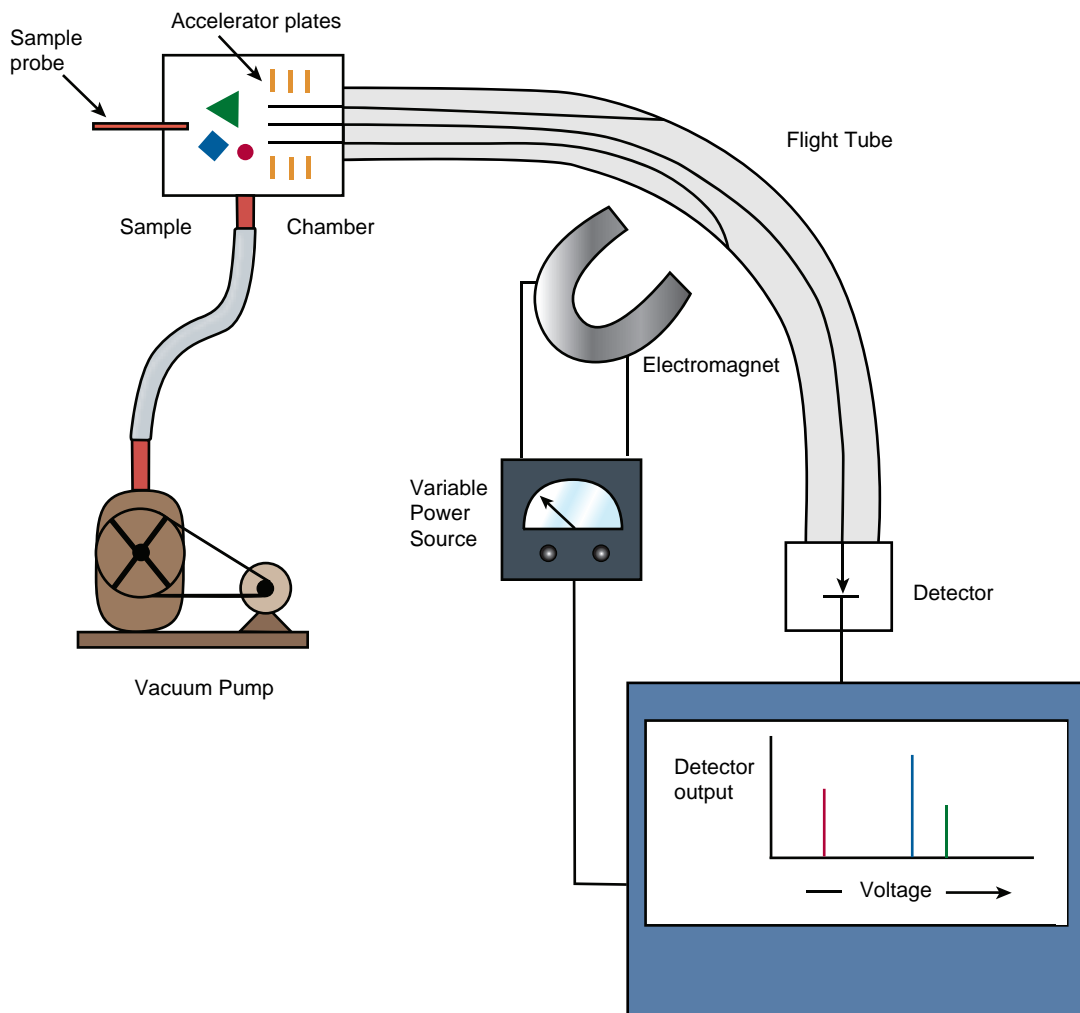 Accelerator plates
Sample
probe
Flight Tube
Sample Chamber
Electromagnet
Variable
Power
Source
Detector
Vacuum Pump
Detector
output
Voltage